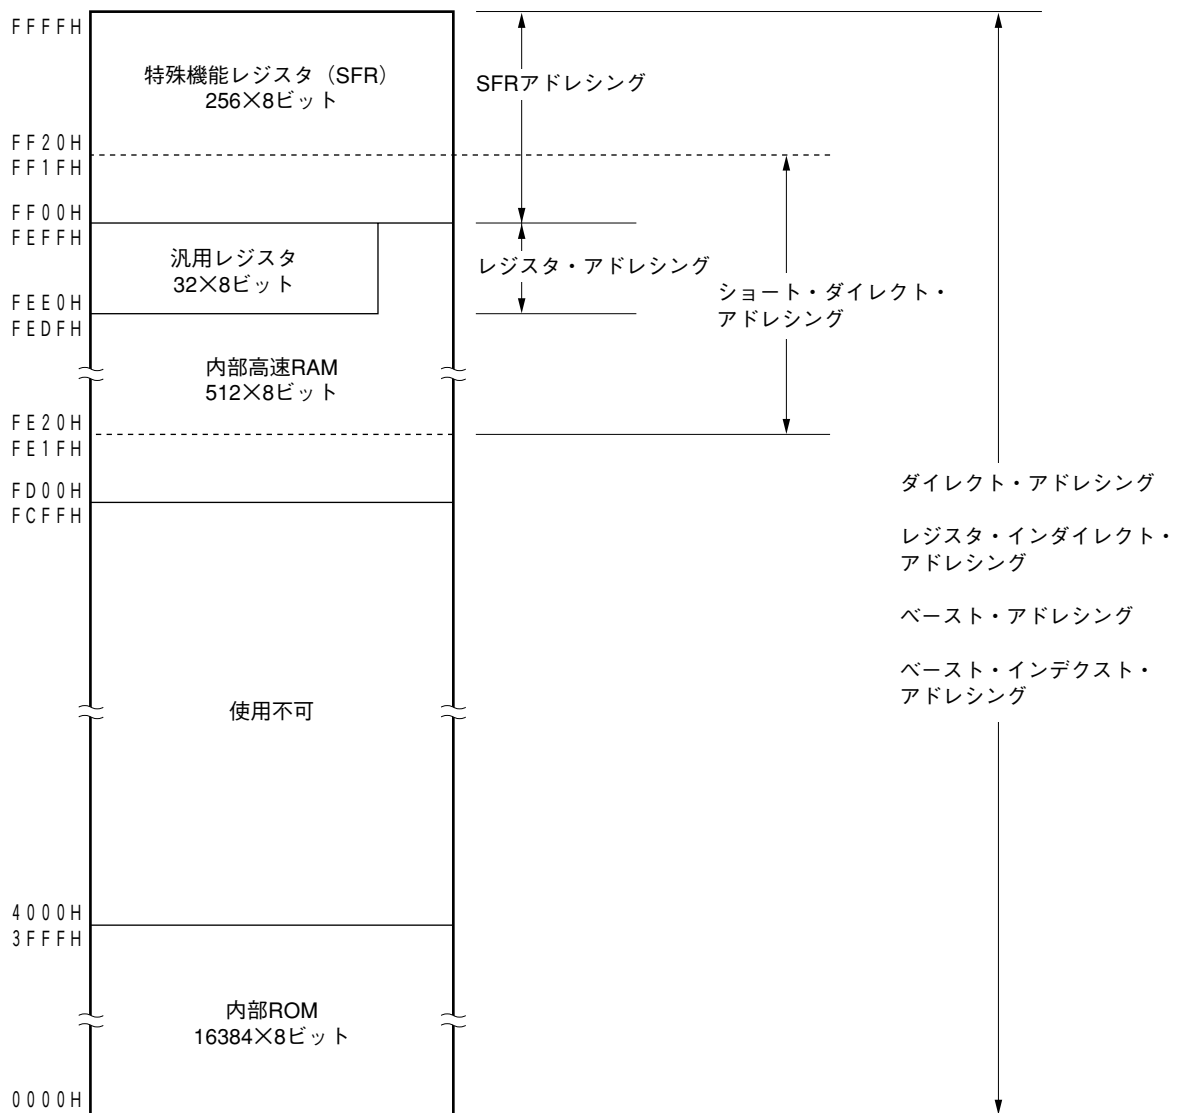 FFFFH
特殊機能レジスタ（SFR）
256×8ビット
SFRアドレシング
FF20H
FF1FH
FF00H
FEFFH
汎用レジスタ
32×8ビット
レジスタ・アドレシング
ショート・ダイレクト・
アドレシング
FEE0H
FEDFH
内部高速RAM
512×8ビット
FE20H
FE1FH
FD00H
FCFFH
ダイレクト・アドレシング
レジスタ・インダイレクト・
アドレシング
ベースト・アドレシング
ベースト・インデクスト・
アドレシング
使用不可
4000H
3FFFH
内部ROM
16384×8ビット
0000H